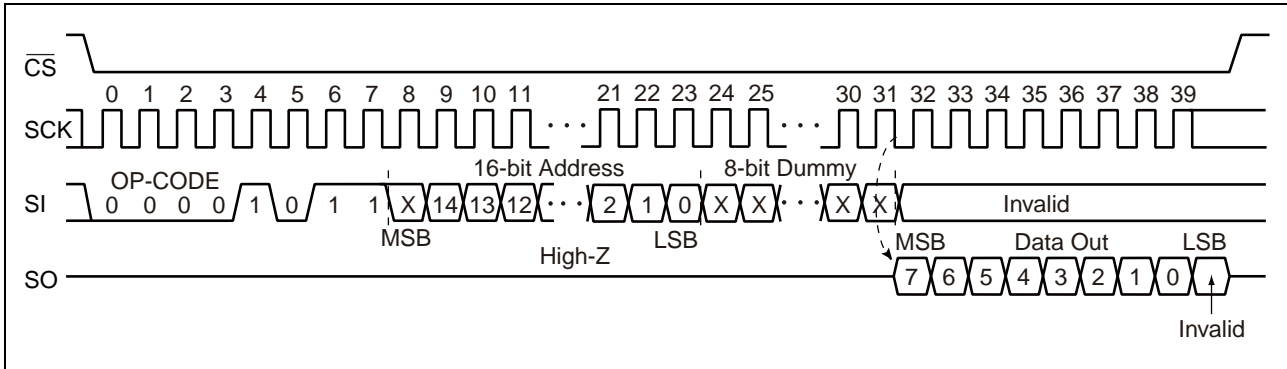 CS
0 1 2 3 4 5 6 7 8 9 10 11 21 22 23 24 25 30 31 32 33 34 35 36 37 38 39
SCK ··· ···
OP-CODE 16-bit Address 8-bit Dummy
SI 0 0 0 0 1 0 1 1 X 14 13 12 ··· 2 1 0 X X ··· X X Invalid
MSB LSB MSB Data Out LSB
High-Z
SO 7 6 5 4 3 2 1 0
Invalid